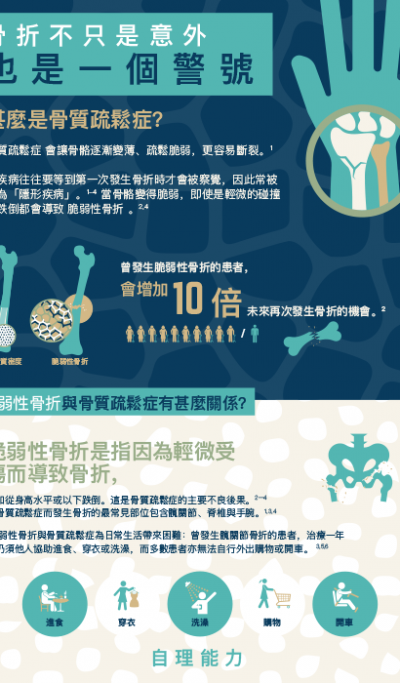 骨折不只是意外
也是一個警號
甚麼是骨質疏鬆症?
質疏鬆症 會讓骨骼逐漸變薄、疏鬆脆弱，更容易斷裂。1
疾病往往要等到第一次發生骨折時才會被察覺，因此常被
為「隱形疾病」。1-4 當骨骼變得脆弱，即使是輕微的碰撞
跌倒都會導致 脆弱性骨折 。2,4
曾發生脆弱性骨折的患者，
會增加 10 倍 未來再次發生骨折的機會。2
/
質密度
脆弱性骨折
弱性骨折與骨質疏鬆症有甚麼關係?
脆弱性骨折是指因為輕微受
傷而導致骨折，
如從身高水平或以下跌倒。這是骨質疏鬆症的主要不良後果。2-4
骨質疏鬆症而發生骨折的最常見部位包含髖關節、脊椎與手腕。1,3,4
弱性骨折與骨質疏鬆症為日常生活帶來困難：曾發生髖關節骨折的患者，治療一年
仍須他人協助進食、穿衣或洗澡，而多數患者亦無法自行外出購物或開車。3,5,6
進食
穿衣
洗澡
購物
開車
自理能力